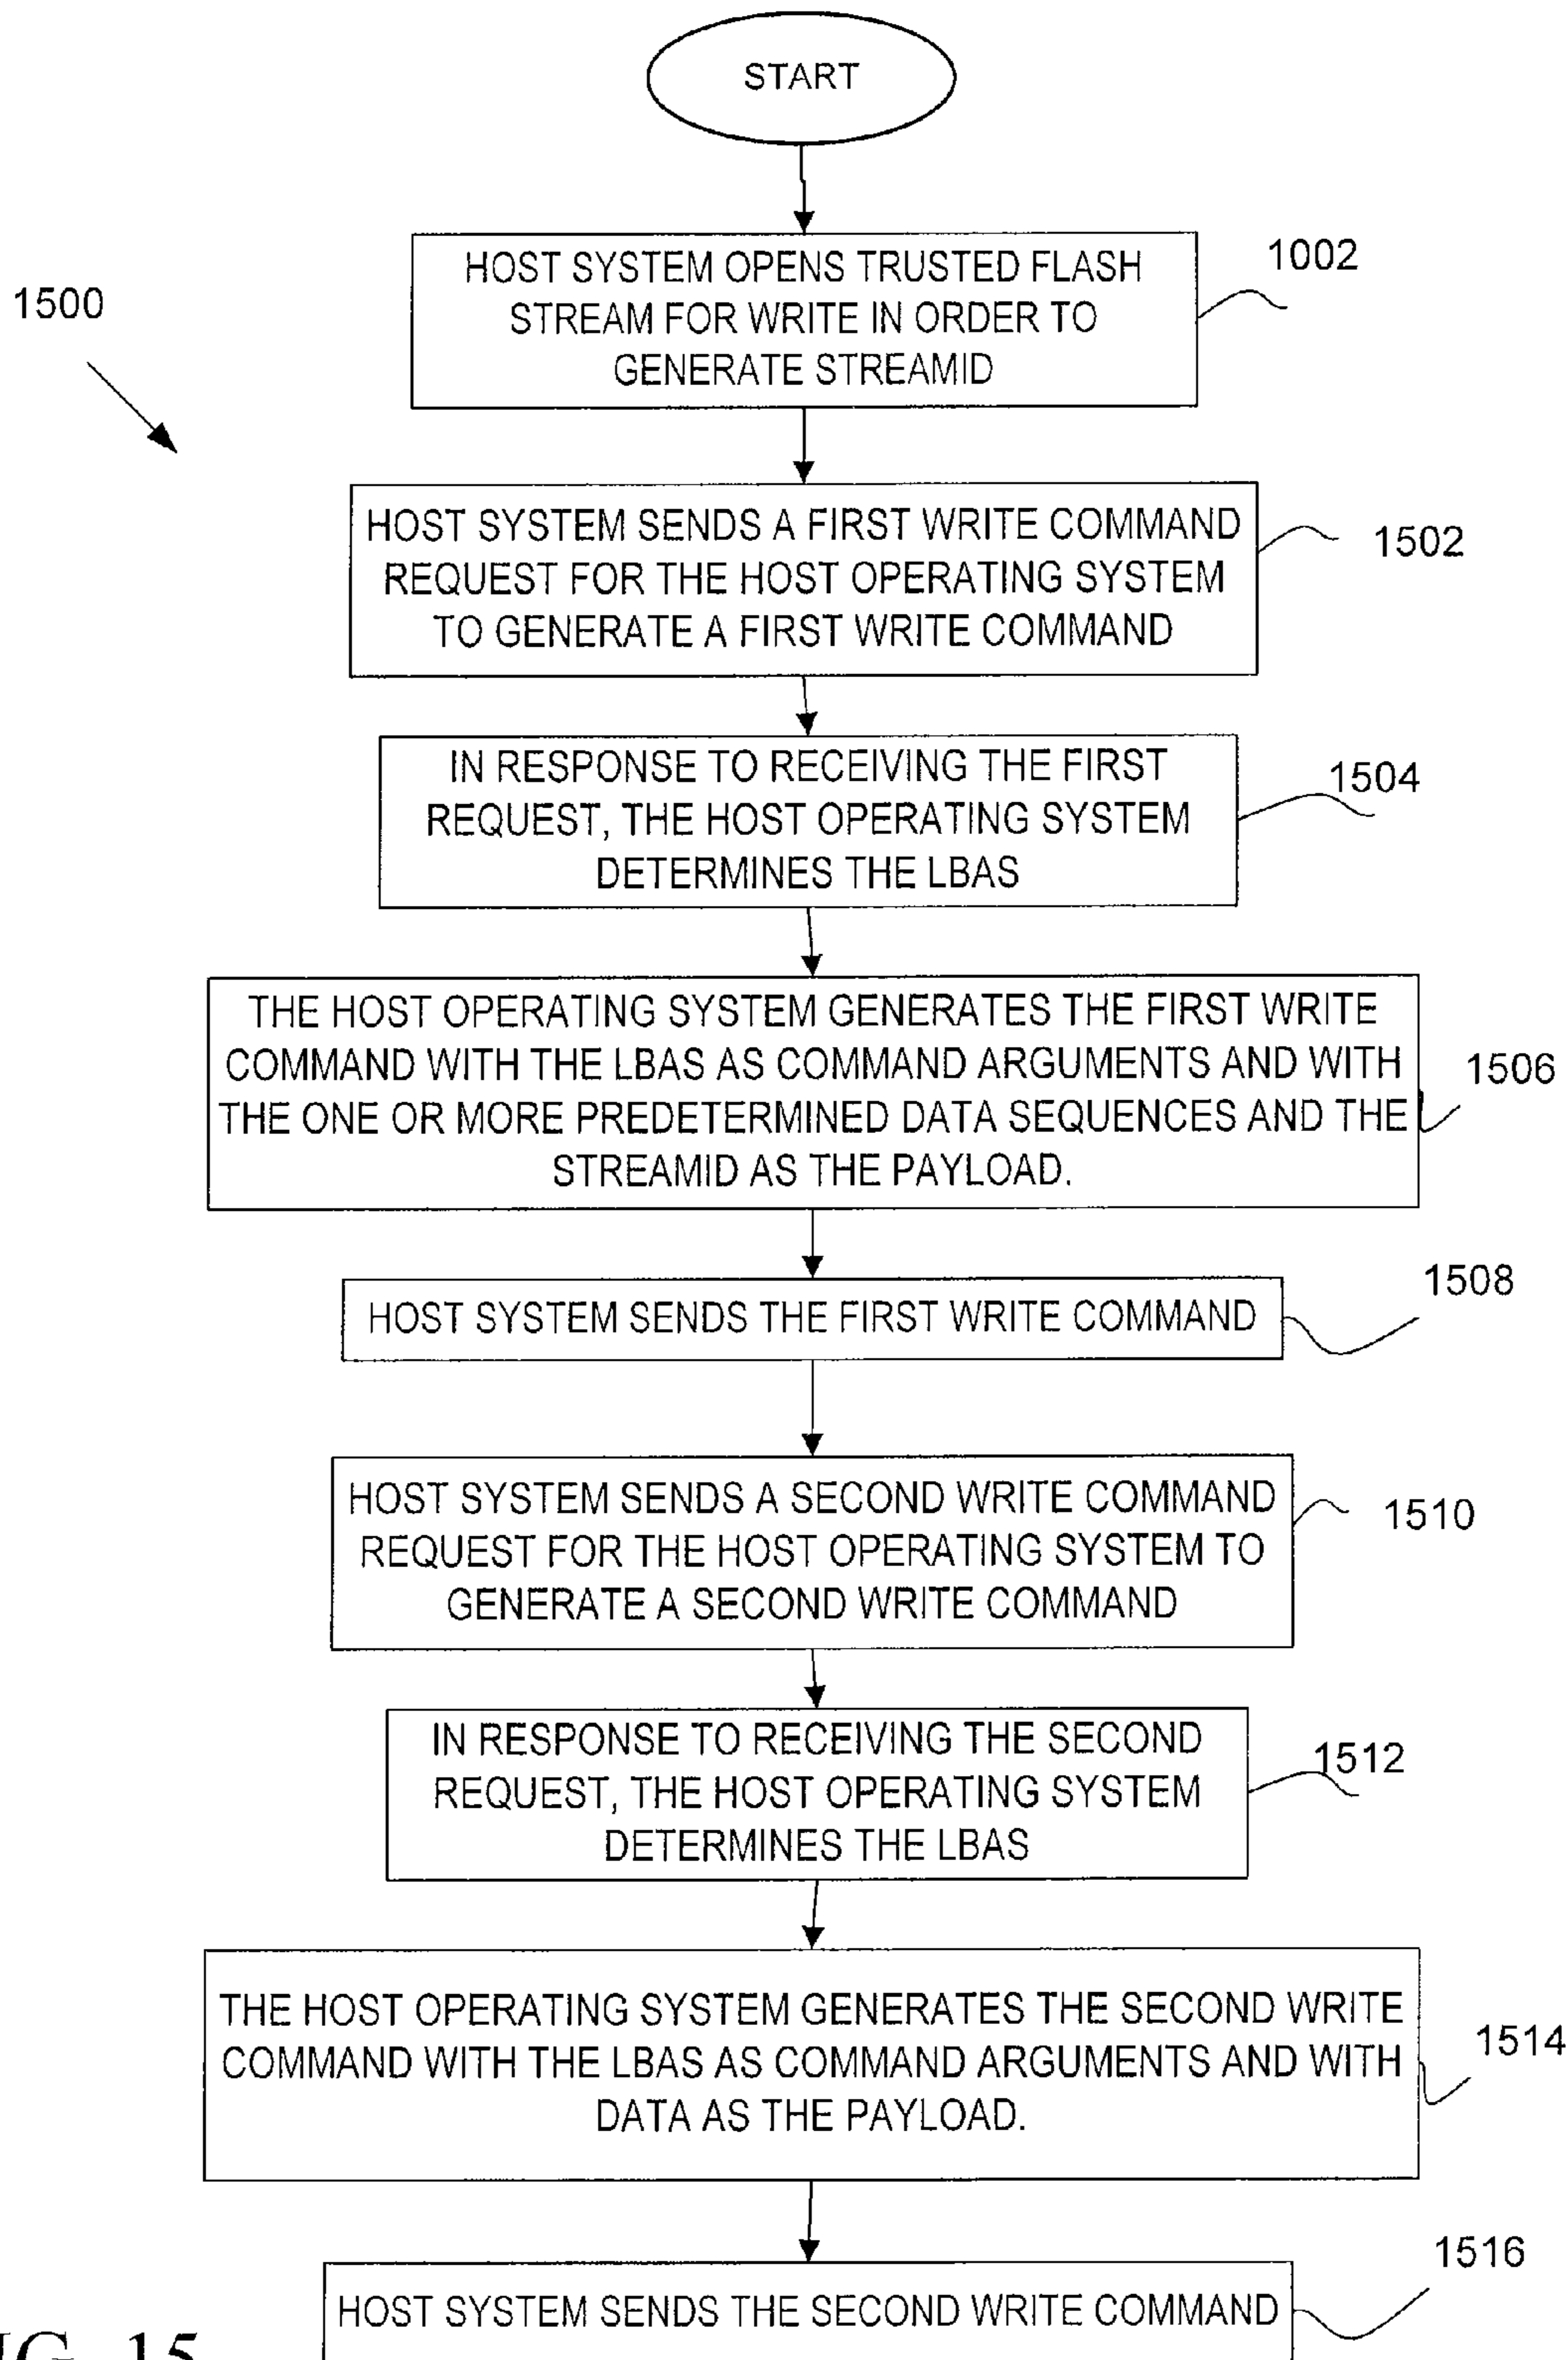 START
HOST SYSTEM OPENS TRUSTED FLASH
STREAM FOR WRITE IN ORDER TO
GENERATE STREAMID
1002
1500
HOST SYSTEM SENDS A FIRST WRITE COMMAND
REQUEST FOR THE HOST OPERATING SYSTEM
TO GENERATE A FIRST WRITE COMMAND
1502
IN RESPONSE TO RECEIVING THE FIRST
REQUEST, THE HOST OPERATING SYSTEM
DETERMINES THE LBAS
1504
THE HOST OPERATING SYSTEM GENERATES THE FIRST WRITE
COMMAND WITH THE LBAS AS COMMAND ARGUMENTS AND WITH
THE ONE OR MORE PREDETERMINED DATA SEQUENCES AND THE
STREAMID AS THE PAYLOAD.
1506
HOST SYSTEM SENDS THE FIRST WRITE COMMAND
1508
HOST SYSTEM SENDS A SECOND WRITE COMMAND
REQUEST FOR THE HOST OPERATING SYSTEM TO
GENERATE A SECOND WRITE COMMAND
1510
IN RESPONSE TO RECEIVING THE SECOND
REQUEST, THE HOST OPERATING SYSTEM
DETERMINES THE LBAS
1512
THE HOST OPERATING SYSTEM GENERATES THE SECOND WRITE
COMMAND WITH THE LBAS AS COMMAND ARGUMENTS AND WITH
DATA AS THE PAYLOAD.
1514
HOST SYSTEM SENDS THE SECOND WRITE COMMAND
1516
15